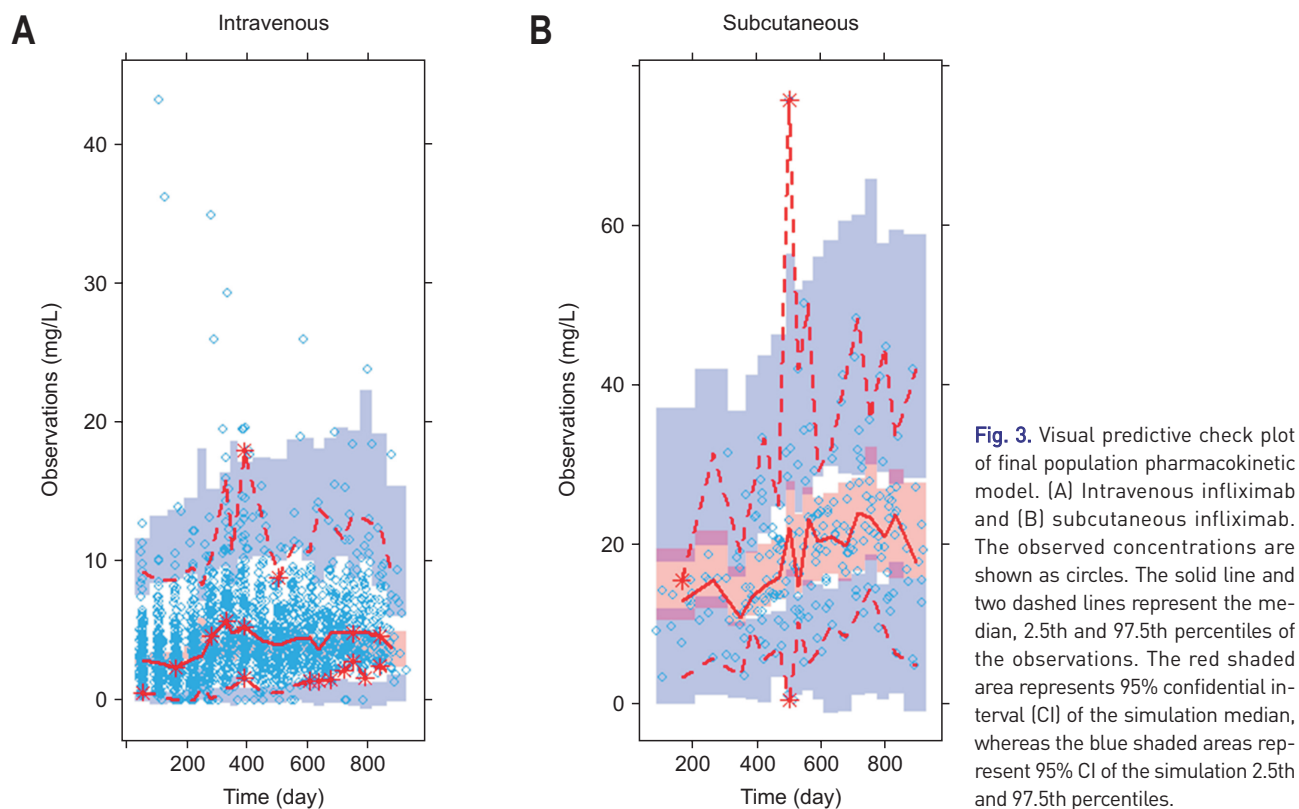 A
Intravenous
Observations (mg/L)
40
30
20
10
0
200
400
600
800
Time (day)
B
Subcutaneous
Observations (mg/L)
60
40
20
0
200
400
600
800
Time (day)
Fig. 3. Visual predictive check plot
of final population pharmacokinetic
model. (A) Intravenous infliximab
and (B) subcutaneous infliximab.
The observed concentrations are
shown as circles. The solid line and
two dashed lines represent the me-
dian, 2.5th and 97.5th percentiles of
the observations. The red shaded
area represents 95% confidential in-
terval (CI) of the simulation median,
whereas the blue shaded areas rep-
resent 95% CI of the simulation 2.5th
and 97.5th percentiles.